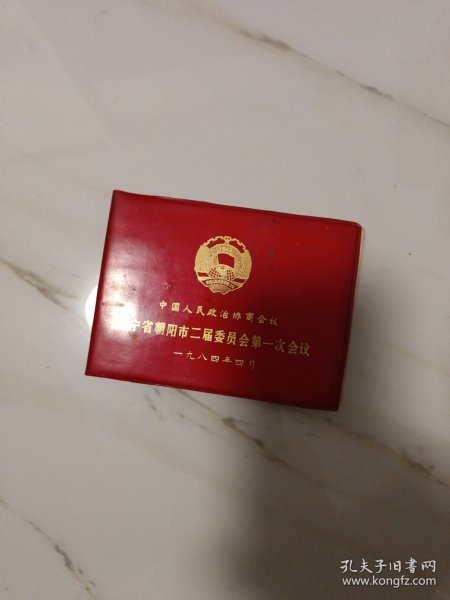 中国人民政治协商会议
宁省朝阳市二届委员会第一次会议
一九八四年四月
孔夫子旧书网
www.kongfz.com